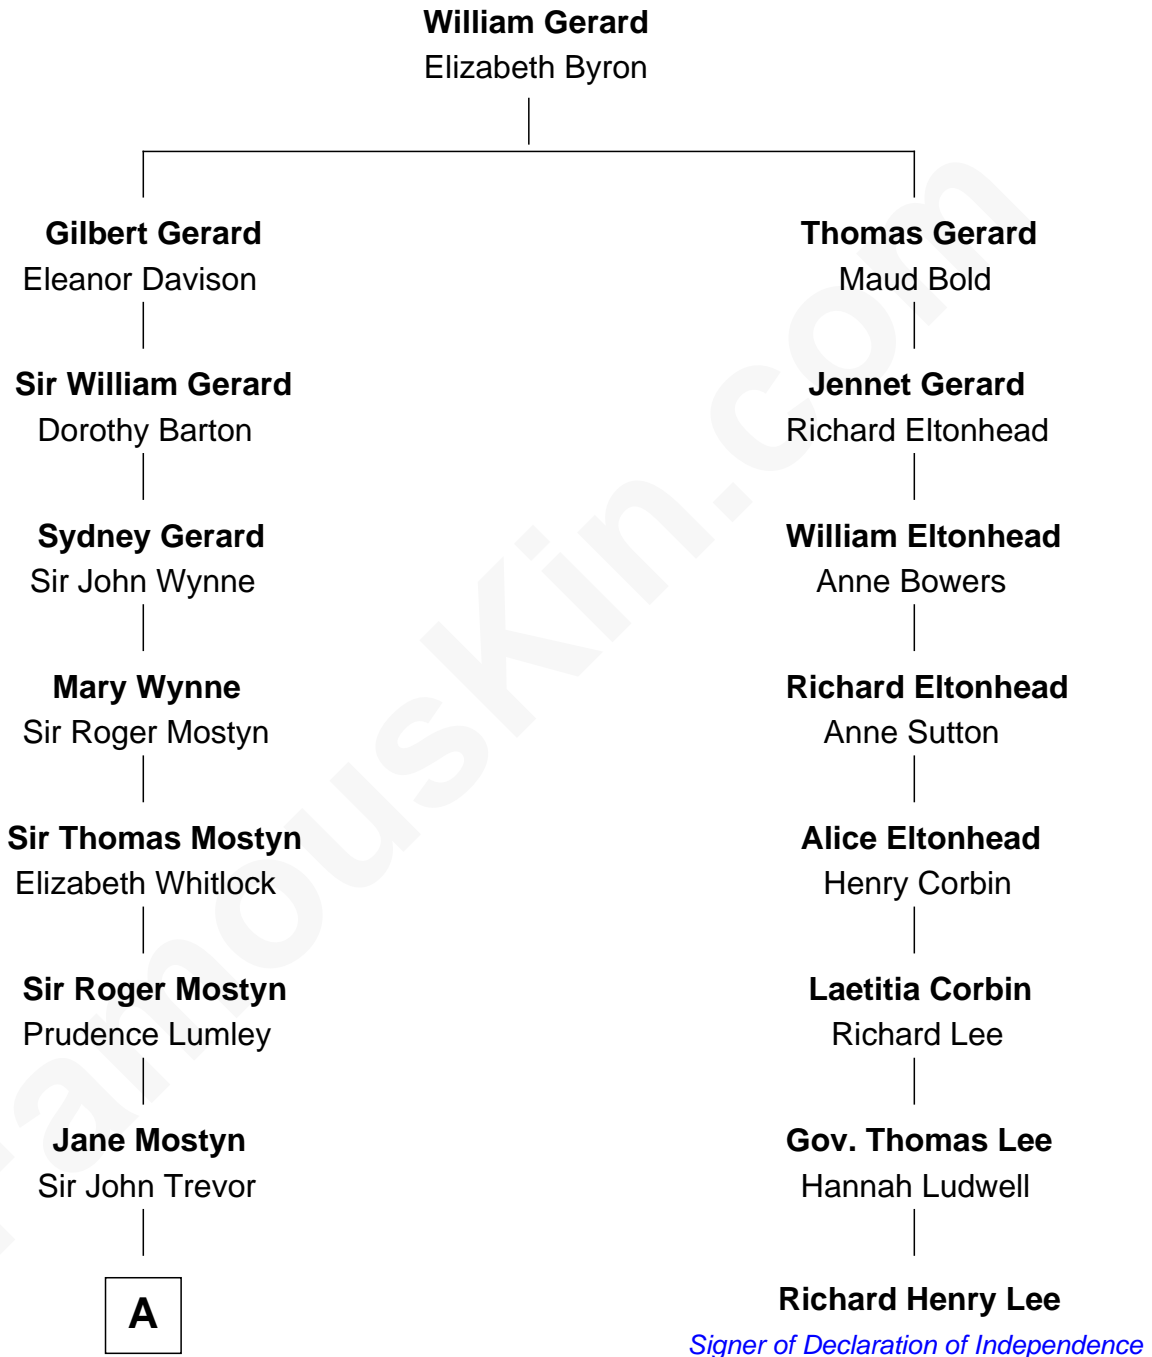 William Gerard
Elizabeth Byron
Gilbert Gerard
Eleanor Davison
Thomas Gerard
Maud Bold
Sir William Gerard
Dorothy Barton
Jennet Gerard
Richard Eltonhead
Sydney Gerard
Sir John Wynne
William Eltonhead
Anne Bowers
Mary Wynne
Sir Roger Mostyn
Richard Eltonhead
Anne Sutton
Sir Thomas Mostyn
Elizabeth Whitlock
Alice Eltonhead
Henry Corbin
Sir Roger Mostyn
Prudence Lumley
Laetitia Corbin
Richard Lee
Jane Mostyn
Sir John Trevor
Gov. Thomas Lee
Hannah Ludwell
A
Richard Henry Lee
Signer of Declaration of Independence
FamousKin.com